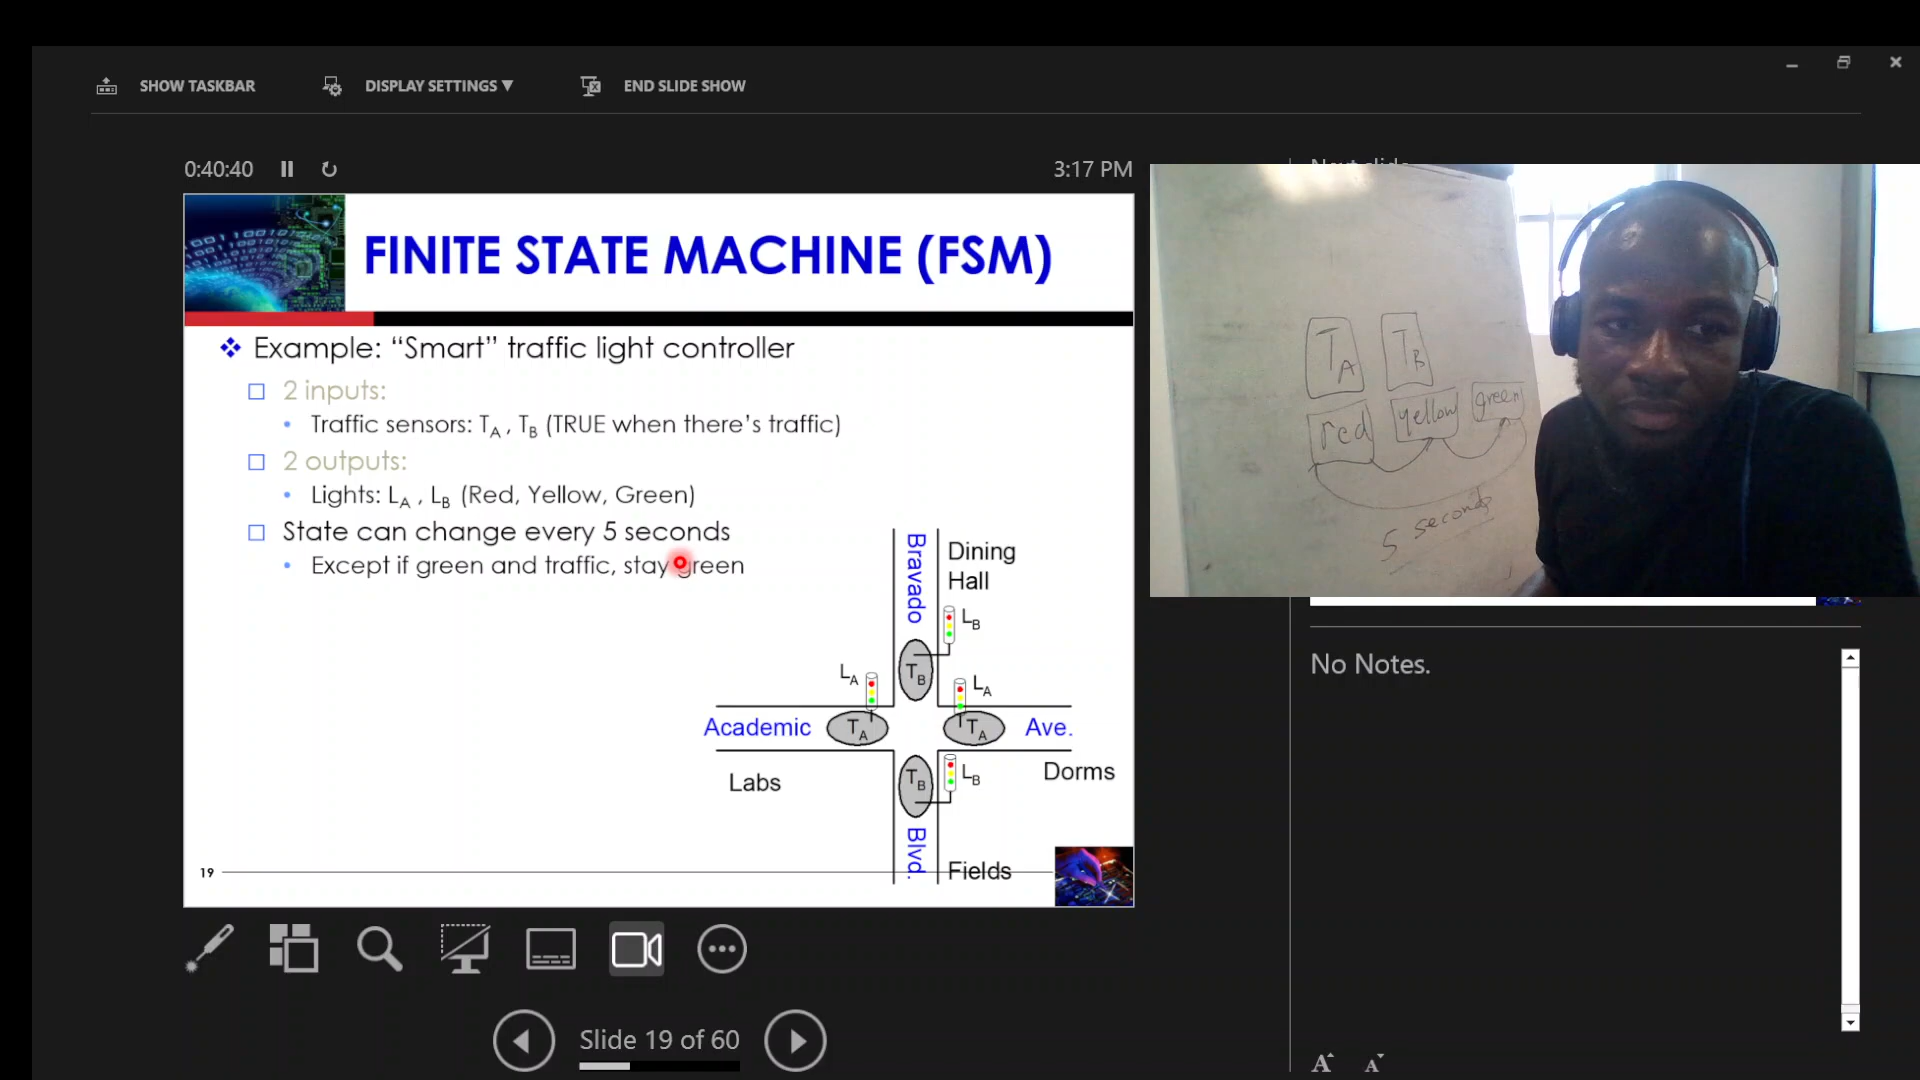 SHOW TASKBAR
DISPLAY SETTINGS ▼
END SLIDE SHOW
0:40:40
3:17 PM
Next slide
FINITE STATE MACHINE (FSM)
Example: “Smart” traffic light controller
2 inputs:
Traffic sensors: TA , TB (TRUE when there’s traffic)
2 outputs:
Lights: LA , LB (Red, Yellow, Green)
State can change every 5 seconds
Except if green and traffic, stay green
Bravado
Dining
Hall
LB
TB
LA
LA
Academic
TA
TA
Ave.
TB
LB
Labs
Dorms
Blvd.
Fields
19
TA
TB
red
yellow
green
5 seconds
No Notes.
Slide 19 of 60
A
A